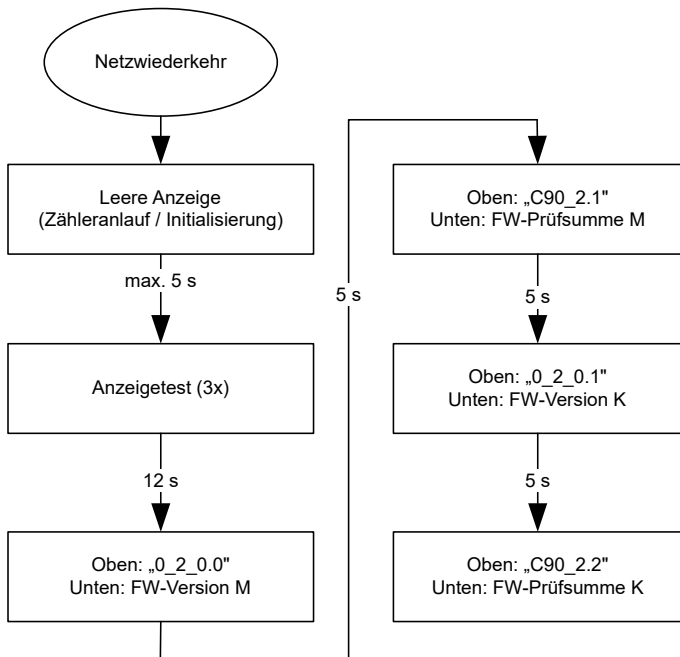 Netzwiederkehr
Leere Anzeige
(Zähleranlauf / Initialisierung)
max. 5 s
Anzeigetest (3x)
12 s
Oben: „0_2_0.0"
Unten: FW-Version M
5 s
Oben: „C90_2.1"
Unten: FW-Prüfsumme M
5 s
Oben: „0_2_0.1"
Unten: FW-Version K
5 s
Oben: „C90_2.2"
Unten: FW-Prüfsumme K